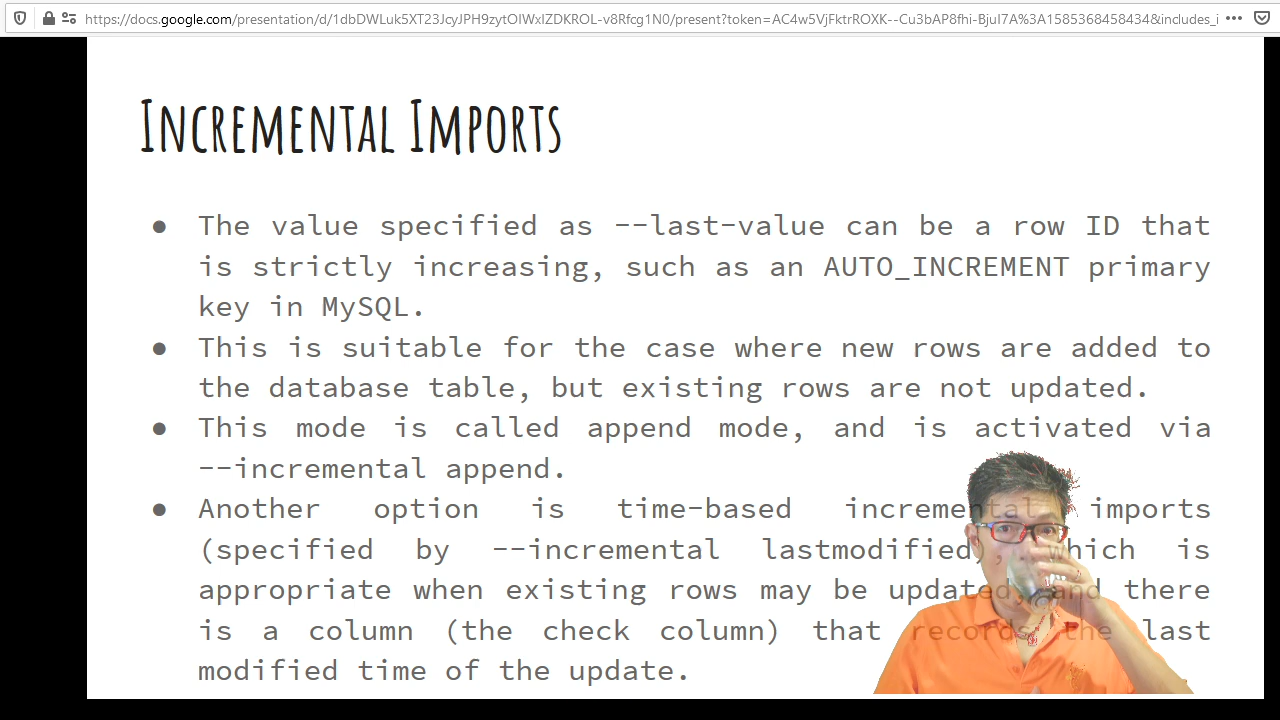 https://docs.google.com/presentation/d/1dbDWLuk5XT23JcyJPH9zytOIWxIZDKROL-v8Rfcg1N0/present?token=AC4w5VjFktrROXK--Cu3bAP8fhi-BjuI7A%3A1585368458434&includes_i
Incremental Imports
● The value specified as --last-value can be a row ID that
is strictly increasing, such as an AUTO_INCREMENT primary
key in MySQL.
● This is suitable for the case where new rows are added to
the database table, but existing rows are not updated.
● This mode is called append mode, and is activated via
--incremental append.
● Another option is time-based incremental imports
(specified by --incremental lastmodified), which is
appropriate when existing rows may be updated, and there
is a column (the check column) that records the last
modified time of the update.